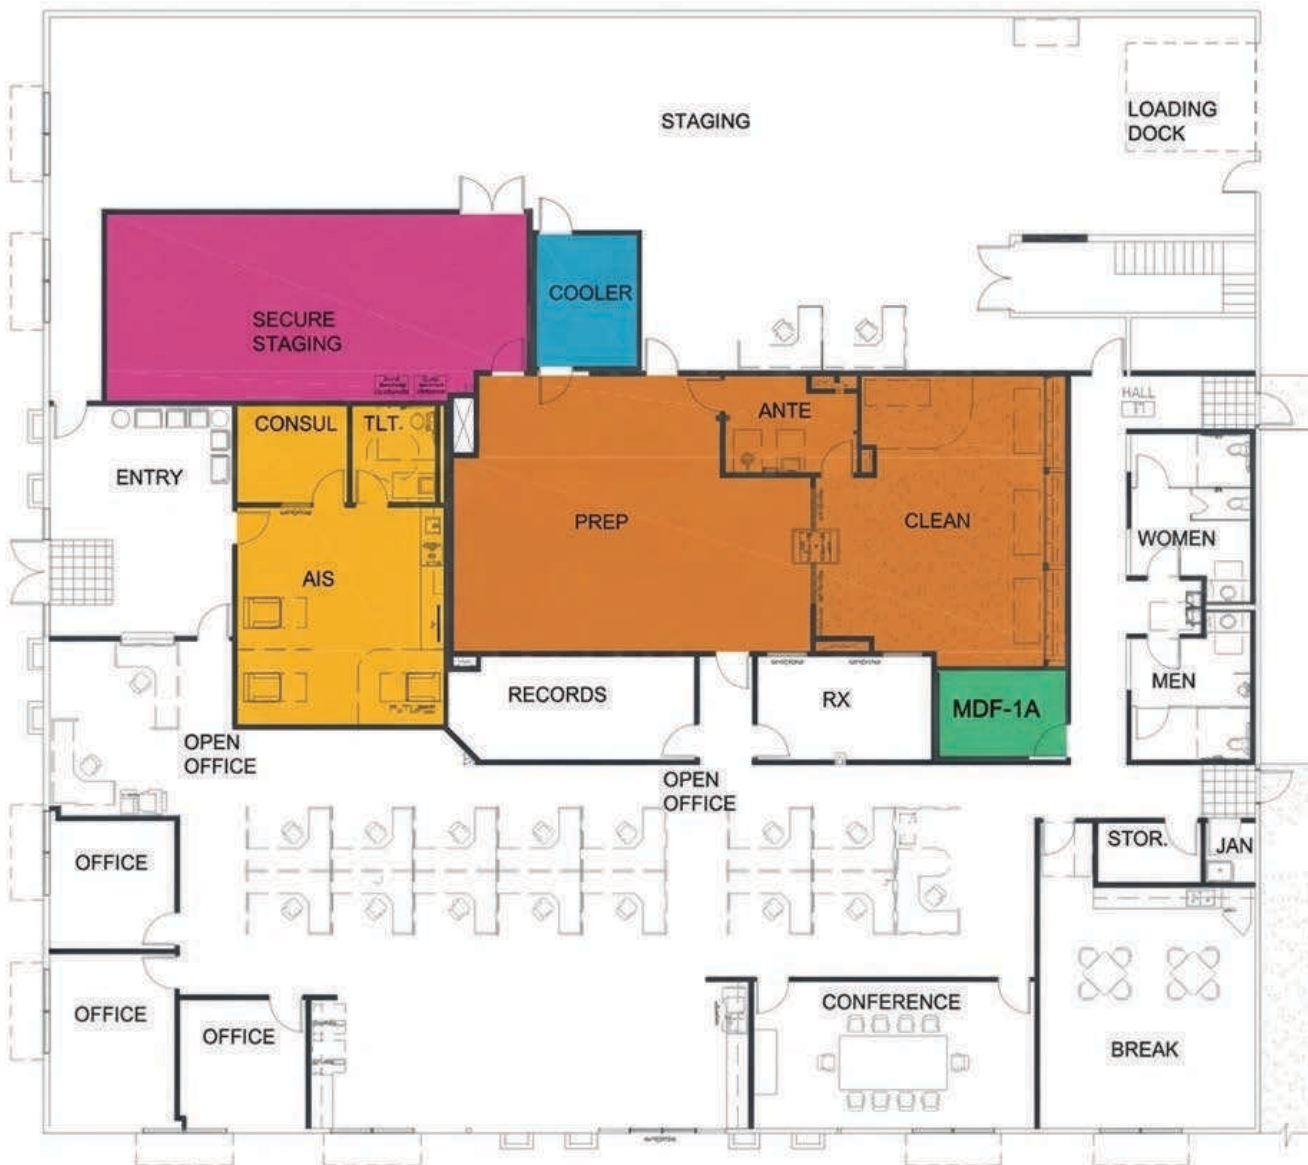 STAGING
LOADING
DOCK
COOLER
SECURE
STAGING
HALL
CONSUL
TLT.
ANTE
ENTRY
PREP
CLEAN
WOMEN
AIS
MEN
RECORDS
RX
MDF-1A
FUTURE
OPEN
OFFICE
OPEN
OFFICE
STOR.
JAN
OFFICE
OFFICE
OFFICE
CONFERENCE
BREAK